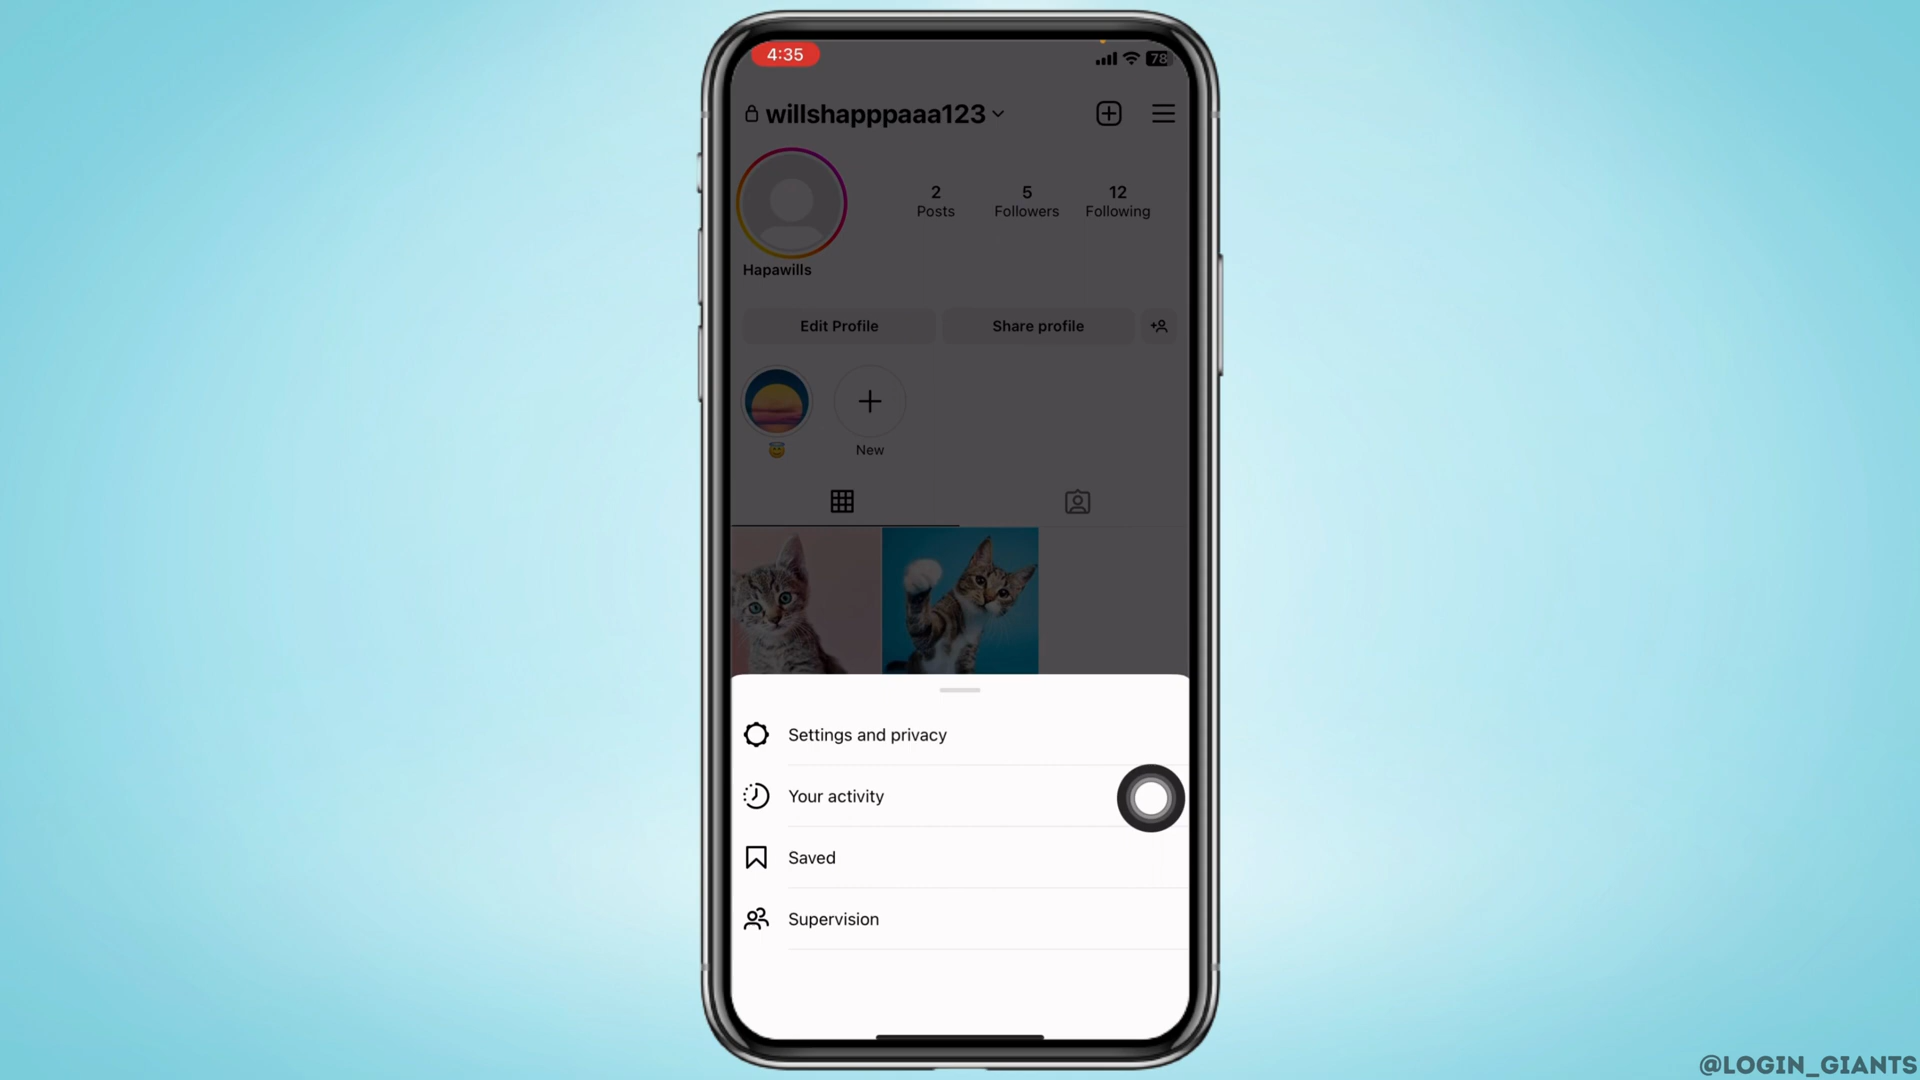 4:35
78
willshapppaaa123
2 5 12
Posts Followers Following
Hapawills
Edit Profile Share profile
😇 New
Settings and privacy
Your activity
Saved
Supervision
@LOGIN_GIANTS